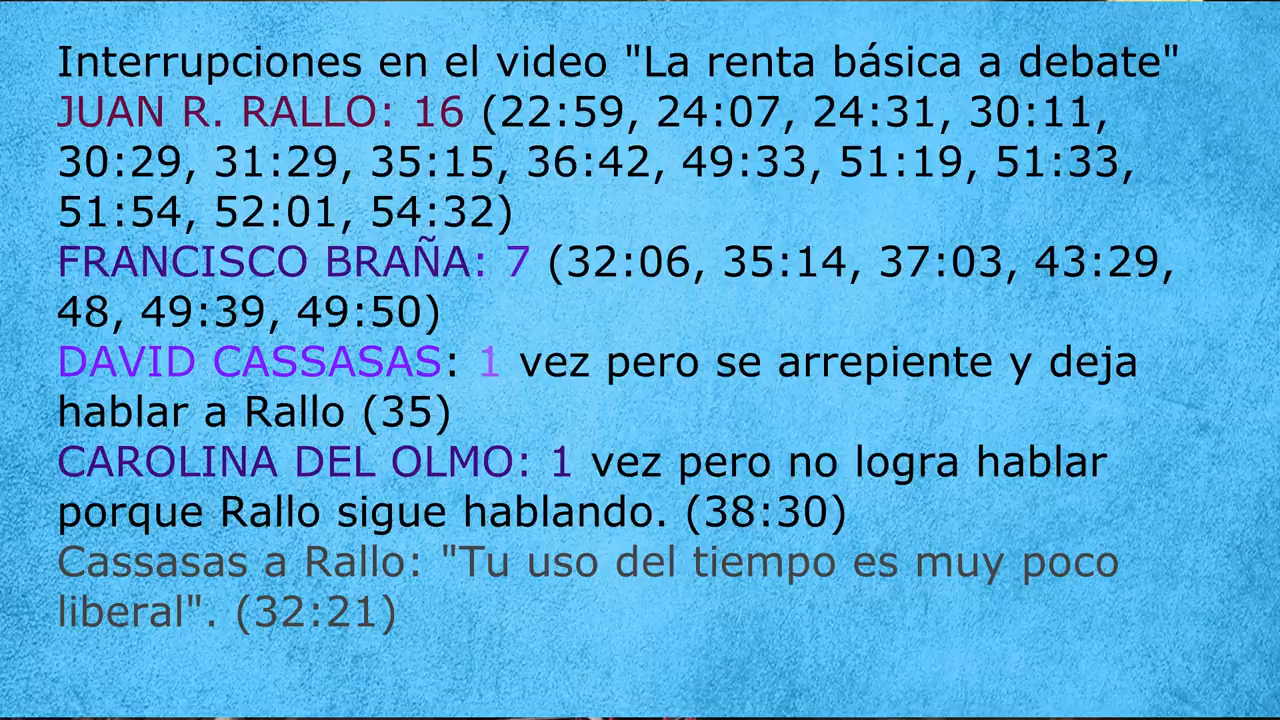 Interrupciones en el video "La renta básica a debate"
JUAN R. RALLO: 16 (22:59, 24:07, 24:31, 30:11,
30:29, 31:29, 35:15, 36:42, 49:33, 51:19, 51:33,
51:54, 52:01, 54:32)
FRANCISCO BRAÑA: 7 (32:06, 35:14, 37:03, 43:29,
48, 49:39, 49:50)
DAVID CASSASAS: 1 vez pero se arrepiente y deja
hablar a Rallo (35)
CAROLINA DEL OLMO: 1 vez pero no logra hablar
porque Rallo sigue hablando. (38:30)
Cassasas a Rallo: "Tu uso del tiempo es muy poco
liberal". (32:21)